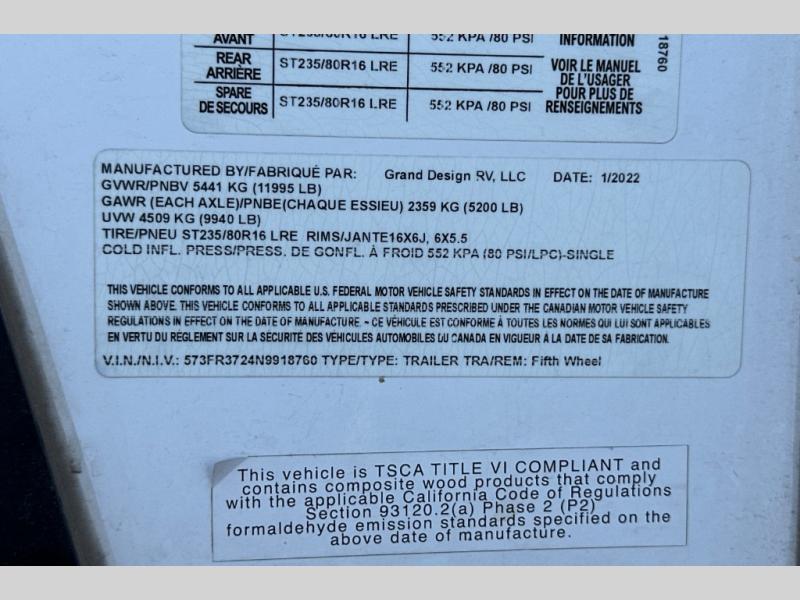 AVANT ST235/80R16 LRE 552 KPA /80 PSI INFORMATION
REAR
ARRIÈRE ST235/80R16 LRE 552 KPA /80 PSI
SPARE
DE SECOURS ST235/80R16 LRE 552 KPA /80 PSI
VOIR LE MANUEL
DE L'USAGER
POUR PLUS DE
RENSEIGNEMENTS
18760
MANUFACTURED BY/FABRIQUÉ PAR: Grand Design RV, LLC DATE: 1/2022
GVWR/PNBV 5441 KG (11995 LB)
GAWR (EACH AXLE)/PNBE(CHAQUE ESSIEU) 2359 KG (5200 LB)
UVW 4509 KG (9940 LB)
TIRE/PNEU ST235/80R16 LRE RIMS/JANTE16X6J, 6X5.5
COLD INFL. PRESS/PRESS. DE GONFL. À FROID 552 KPA (80 PSI/LPC)-SINGLE
THIS VEHICLE CONFORMS TO ALL APPLICABLE U.S. FEDERAL MOTOR VEHICLE SAFETY STANDARDS IN EFFECT ON THE DATE OF MANUFACTURE
SHOWN ABOVE. THIS VEHICLE CONFORMS TO ALL APPLICABLE STANDARDS PRESCRIBED UNDER THE CANADIAN MOTOR VEHICLE SAFETY
REGULATIONS IN EFFECT ON THE DATE OF MANUFACTURE. ~ CE VÉHICULE EST CONFORME À TOUTES LES NORMES QUI LUI SONT APPLICABLES
EN VERTU DU RÈGLEMENT SUR LA SÉCURITÉ DES VÉHICULES AUTOMOBILES DU CANADA EN VIGUEUR À LA DATE DE SA FABRICATION.
V.I.N./N.I.V.: 573FR3724N9918760 TYPE/TYPE: TRAILER TRA/REM: Fifth Wheel
This vehicle is TSCA TITLE VI COMPLIANT and
contains composite wood products that comply
with the applicable California Code of Regulations
Section 93120.2(a) Phase 2 (P2)
formaldehyde emission standards specified on the
above date of manufacture.